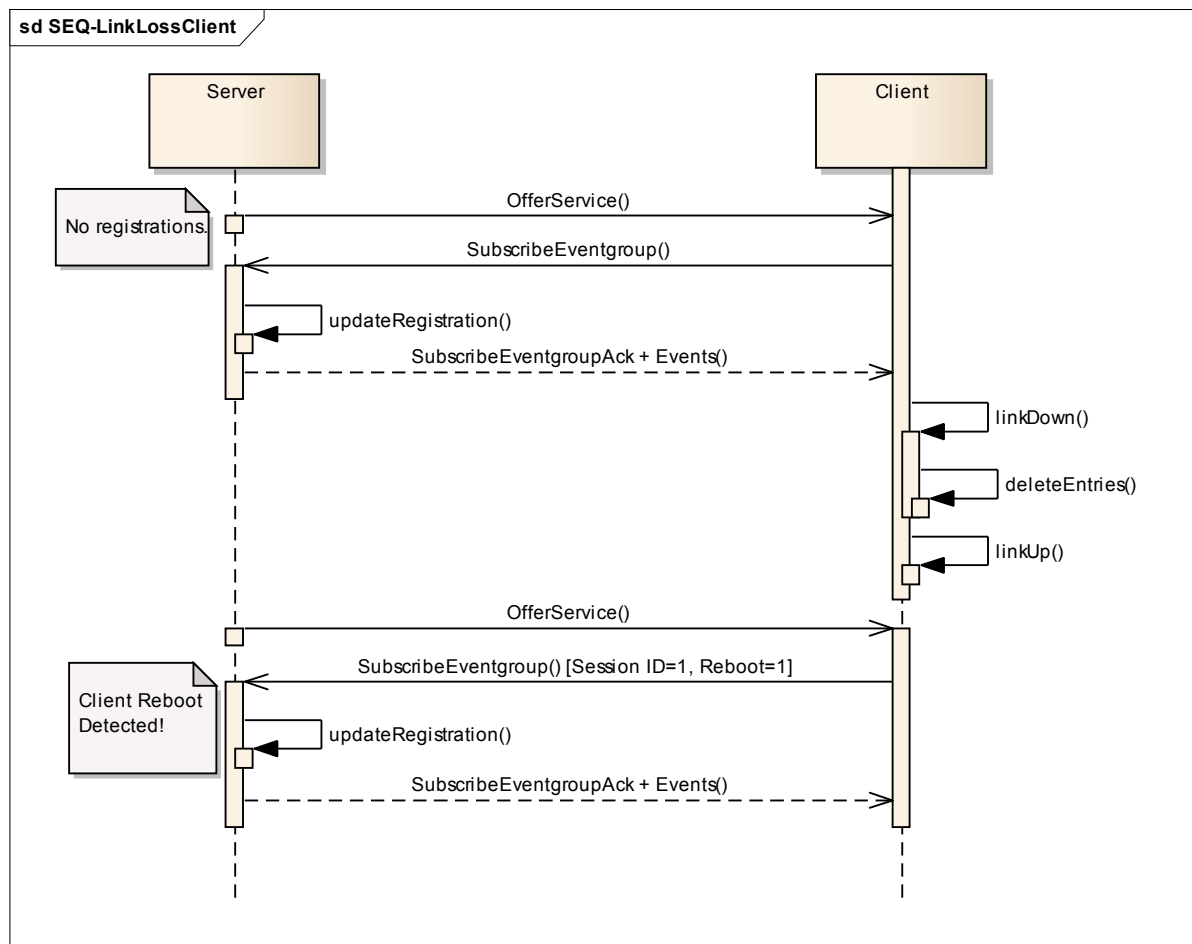 sd SEQ-LinkLossClient
Server
Client
No registrations.
OfferService()
SubscribeEventgroup()
updateRegistration()
SubscribeEventgroupAck + Events()
linkDown()
deleteEntries()
linkUp()
OfferService()
SubscribeEventgroup() [Session ID=1, Reboot=1]
Client Reboot
Detected!
updateRegistration()
SubscribeEventgroupAck + Events()